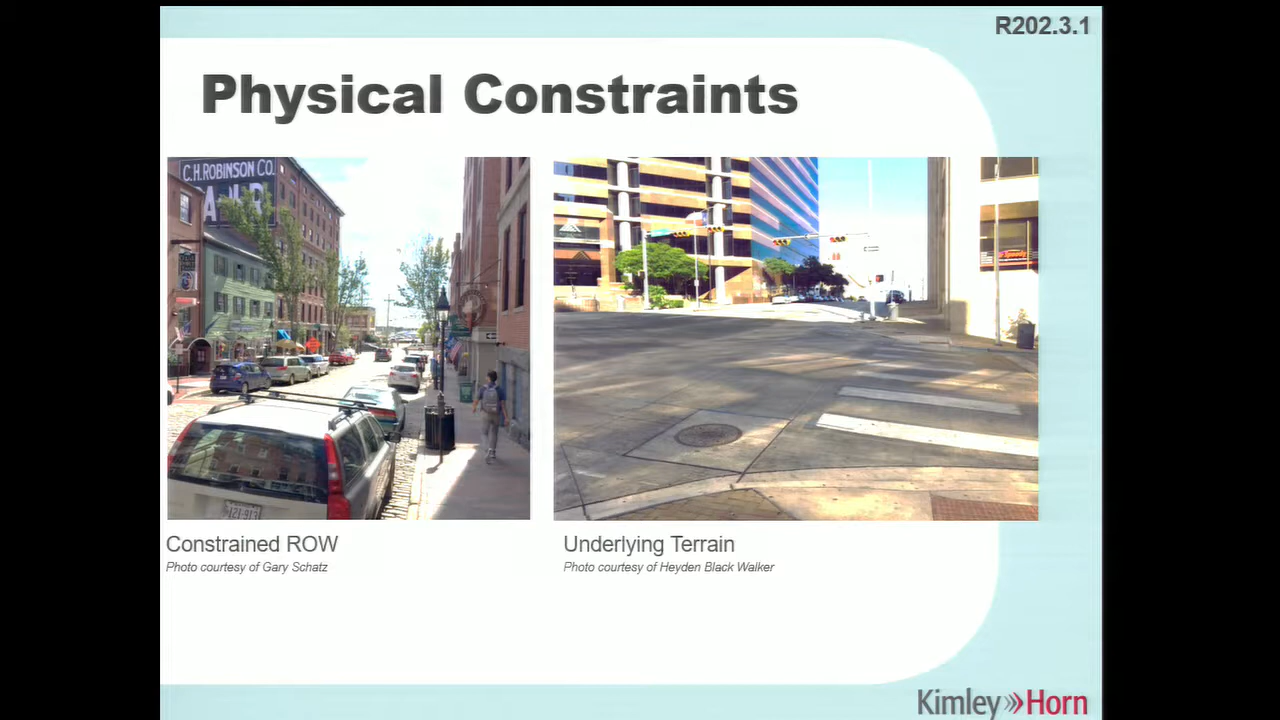 R202.3.1
Physical Constraints
C.H.ROBINSON CO.
Constrained ROW
Photo courtesy of Gary Schatz
Underlying Terrain
Photo courtesy of Heyden Black Walker
Kimley Horn